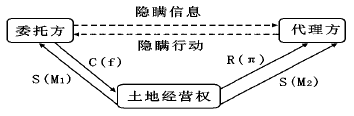 隐瞒信息
委托方
代理方
隐瞒行动
C(f)
R(π)
S(M₁)
土地经营权
S(M₂)